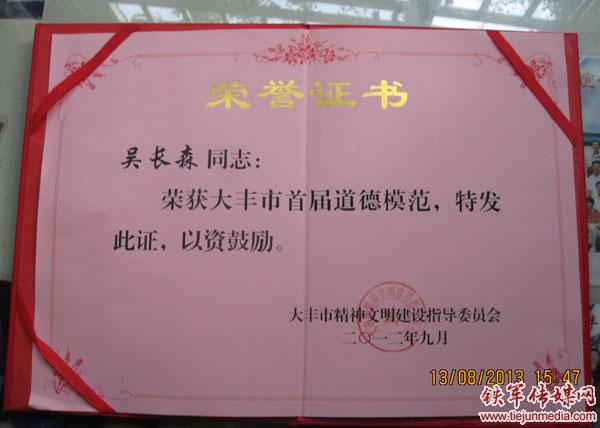 荣誉证书
吴长森 同志：
荣获大丰市首届道德模范，特发
此证，以资鼓励。
大丰市精神文明建设指导委员会
二〇一二年九月
13/08/2013 15:47
铁军传媒网
www.tiejunmedia.com